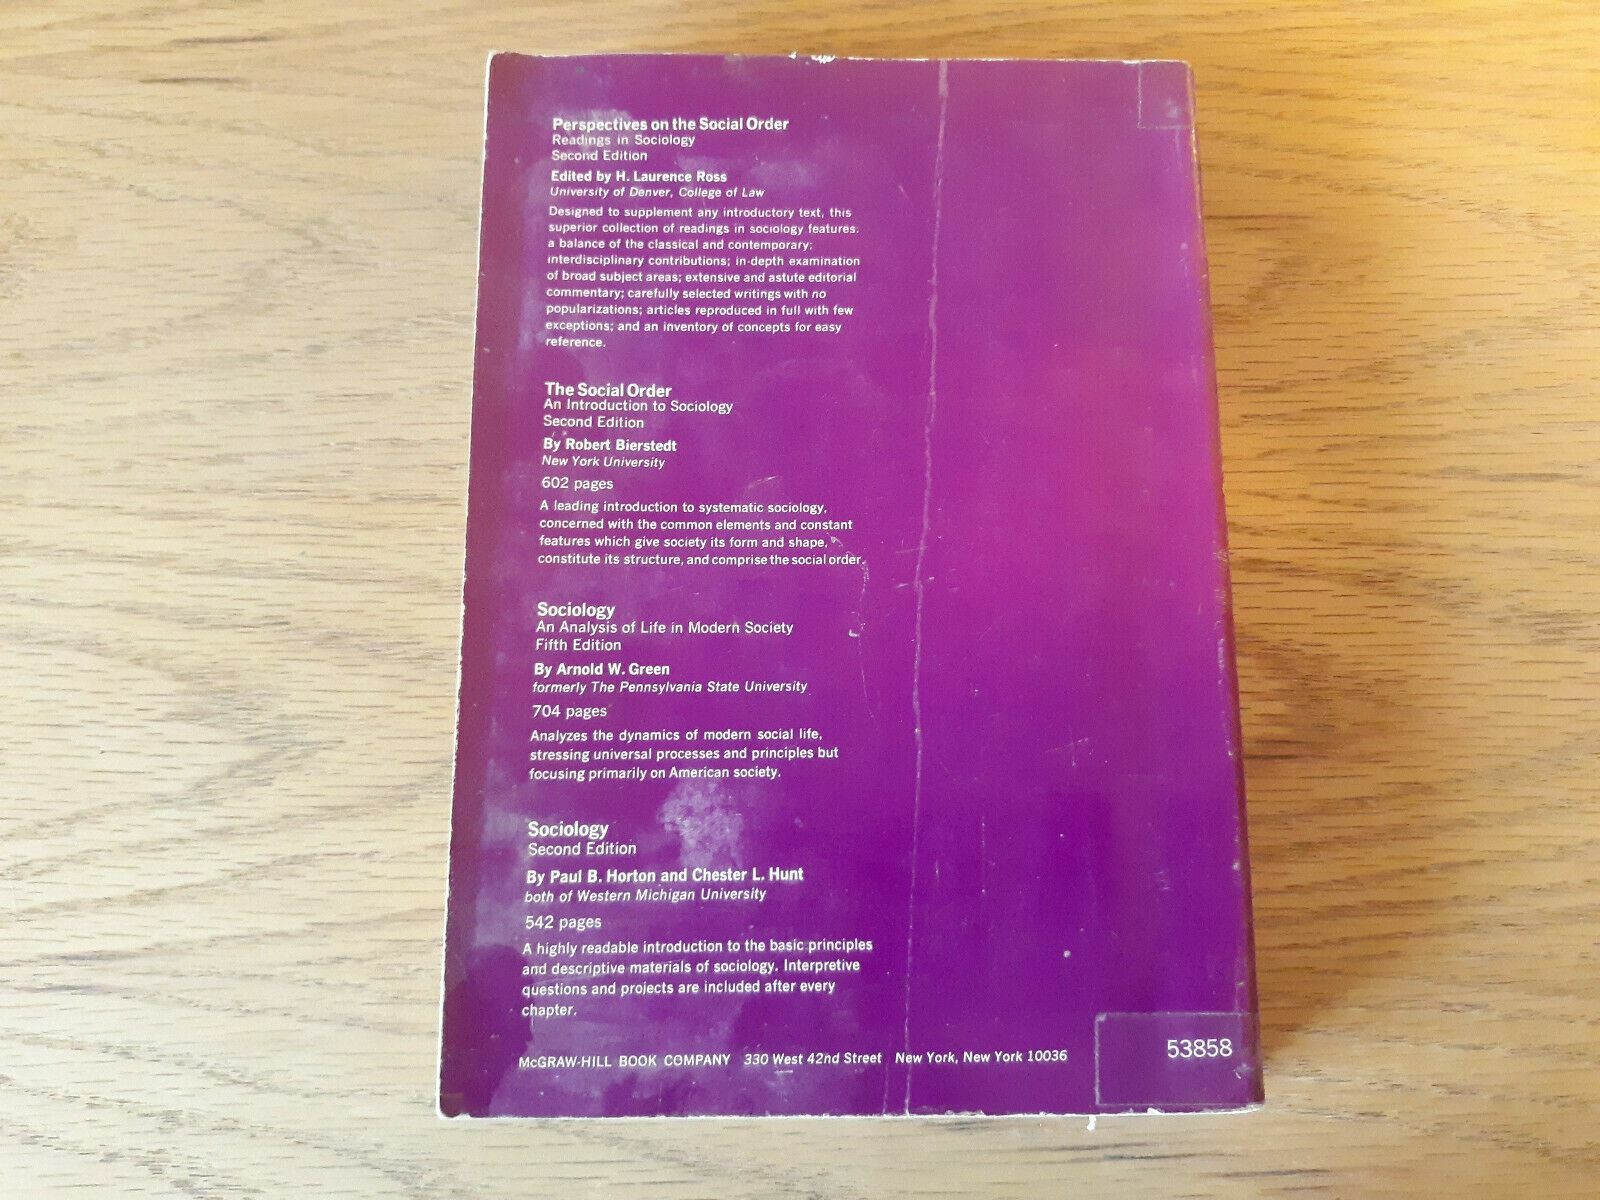 Perspectives on the Social Order
Readings in Sociology
Second Edition
Edited by H. Laurence Ross
University of Denver, College of Law
Designed to supplement any introductory text, this
superior collection of readings in sociology features:
a balance of the classical and contemporary;
interdisciplinary contributions; in-depth examination
of broad subject areas; extensive and astute editorial
commentary; carefully selected writings with no
popularizations; articles reproduced in full with few
exceptions; and an inventory of concepts for easy
reference.
The Social Order
An Introduction to Sociology
Second Edition
By Robert Bierstedt
New York University
602 pages
A leading introduction to systematic sociology,
concerned with the common elements and constant
features which give society its form and shape,
constitute its structure, and comprise the social order.
Sociology
An Analysis of Life in Modern Society
Fifth Edition
By Arnold W. Green
formerly The Pennsylvania State University
704 pages
Analyzes the dynamics of modern social life,
stressing universal processes and principles but
focusing primarily on American society.
Sociology
Second Edition
By Paul B. Horton and Chester L. Hunt
both of Western Michigan University
542 pages
A highly readable introduction to the basic principles
and descriptive materials of sociology. Interpretive
questions and projects are included after every
chapter.
McGRAW-HILL BOOK COMPANY 330 West 42nd Street New York, New York 10036
53858